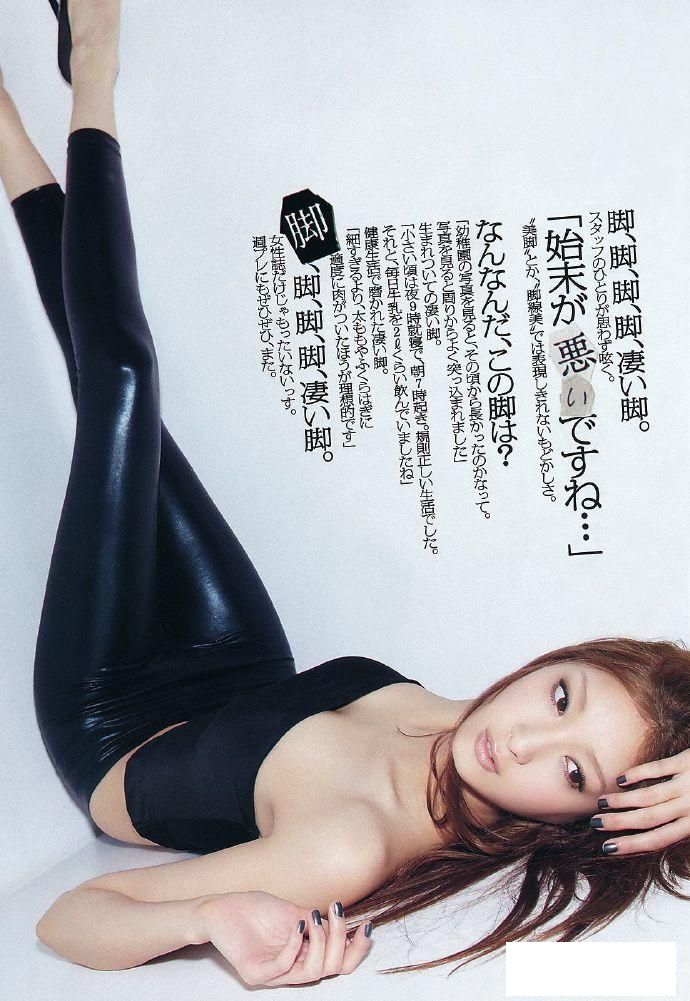 脚、脚、脚、脚、凄い脚。
スタッフのひとりが思わず呟く。
「始末が悪いですね…」
“美脚”とか、“脚線美”では表現しきれないもどかしさ。
なんなんだ、この脚は?
「幼稚園の写真を見ると、その頃から長かったのかなって。
写真を見ると周りからよく突っ込まれました」
生まれついての凄い脚。
「小さい頃は夜9時就寝で、朝7時起き。規則正しい生活でした。
それと、毎日牛乳を2ℓくらい飲んでいましたね」
健康生活で磨かれた凄い脚。
「細すぎるより、太ももやふくらはぎに
適度に肉がついたほうが理想的です」
脚、脚、脚、脚、凄い脚。
女性誌だけじゃもったいないっす。
週プレにもぜひぜひ、また。